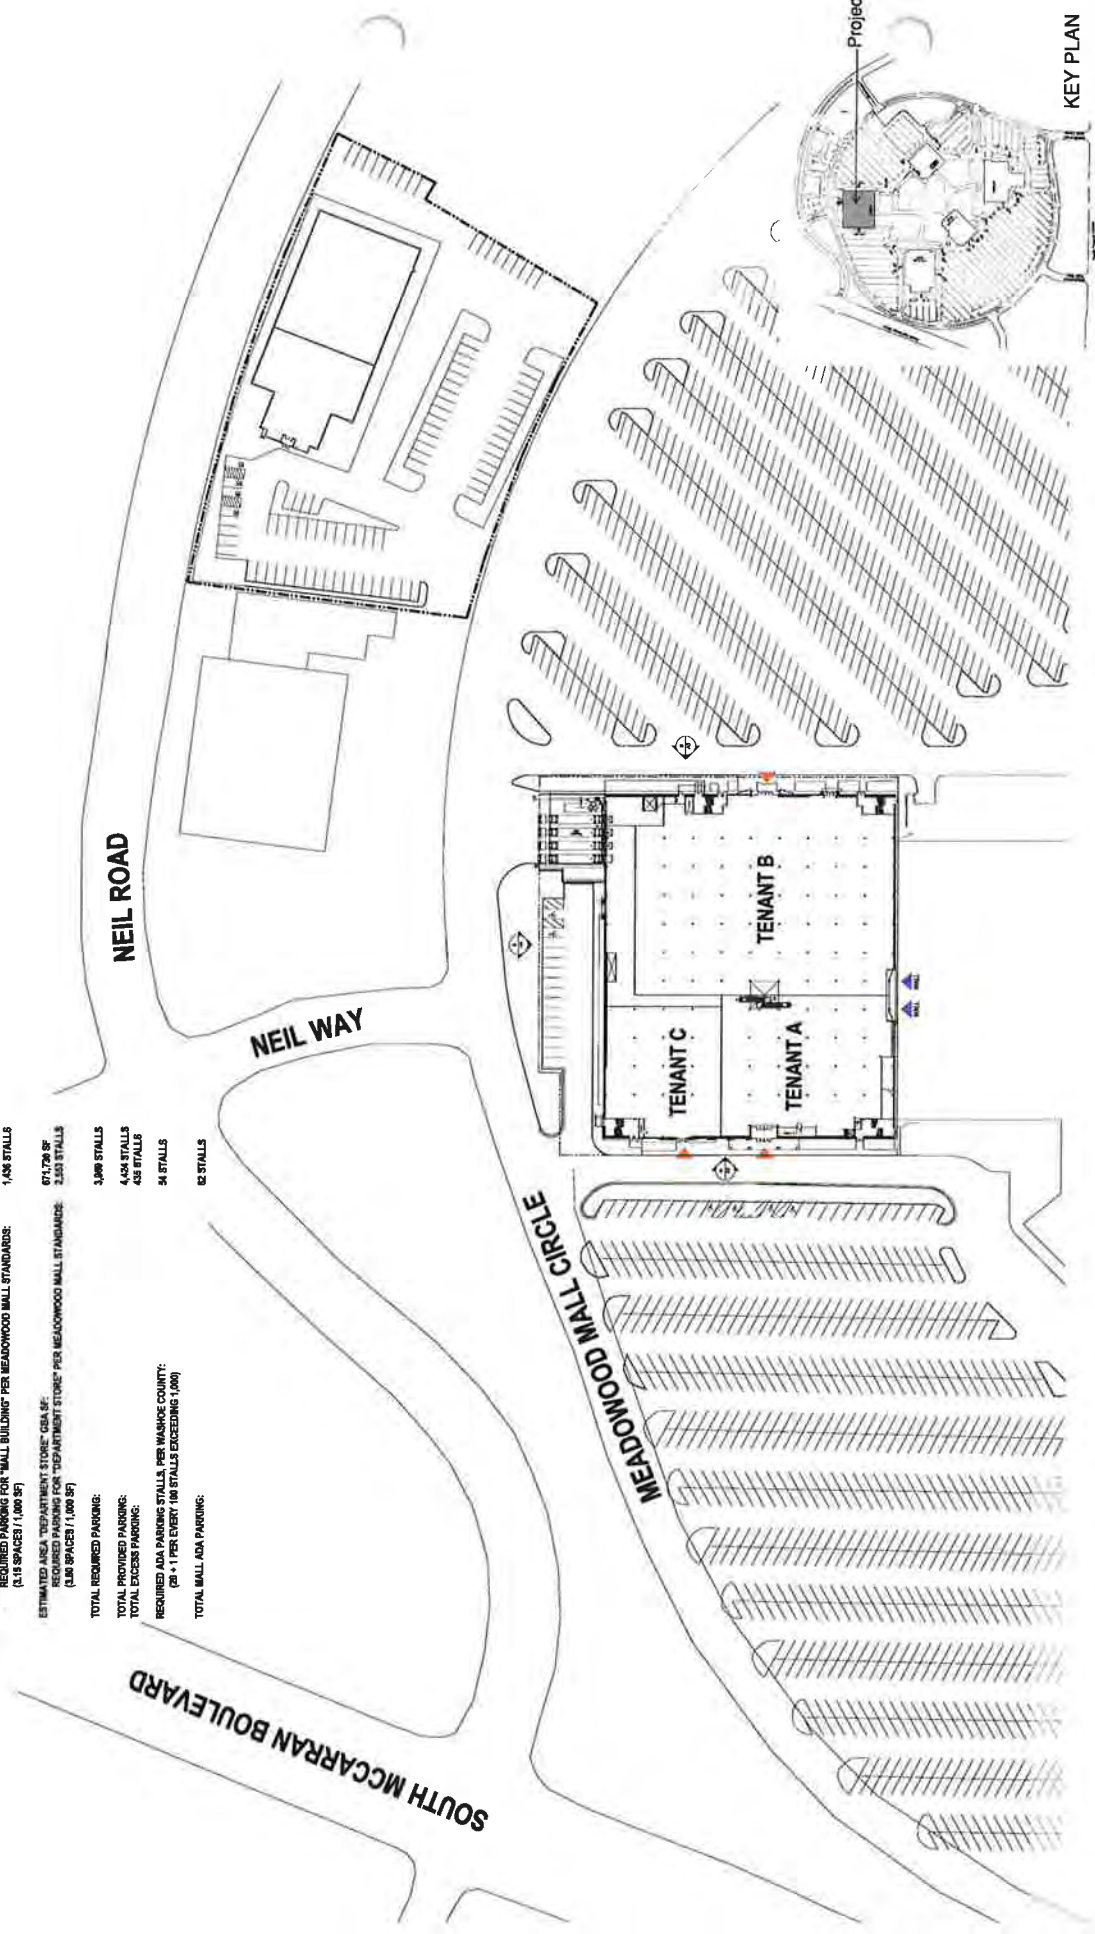 REQUIRED PARKING FOR "MALL BUILDING" PER MEADOWOOD MALL STANDARDS: 1,436 STALLS
(3.15 SPACES / 1,000 SF)
ESTIMATED AREA "DEPARTMENT STORE" GBA SF: 671,730 SF
REQUIRED PARKING FOR "DEPARTMENT STORE" PER MEADOWOOD MALL STANDARDS: 2,553 STALLS
(3.80 SPACES / 1,000 SF)
TOTAL REQUIRED PARKING: 3,989 STALLS
TOTAL PROVIDED PARKING: 4,424 STALLS
TOTAL EXCESS PARKING: 435 STALLS
REQUIRED ADA PARKING STALLS, PER WASHOE COUNTY: 54 STALLS
(20 + 1 PER EVERY 100 STALLS EXCEEDING 1,000)
TOTAL MALL ADA PARKING: 82 STALLS
NEIL ROAD
NEIL WAY
SOUTH MCCARRAN BOULEVARD
MEADOWOOD MALL CIRCLE
TENANT C
TENANT A
TENANT B
MALL
MALL
Projec
KEY PLAN